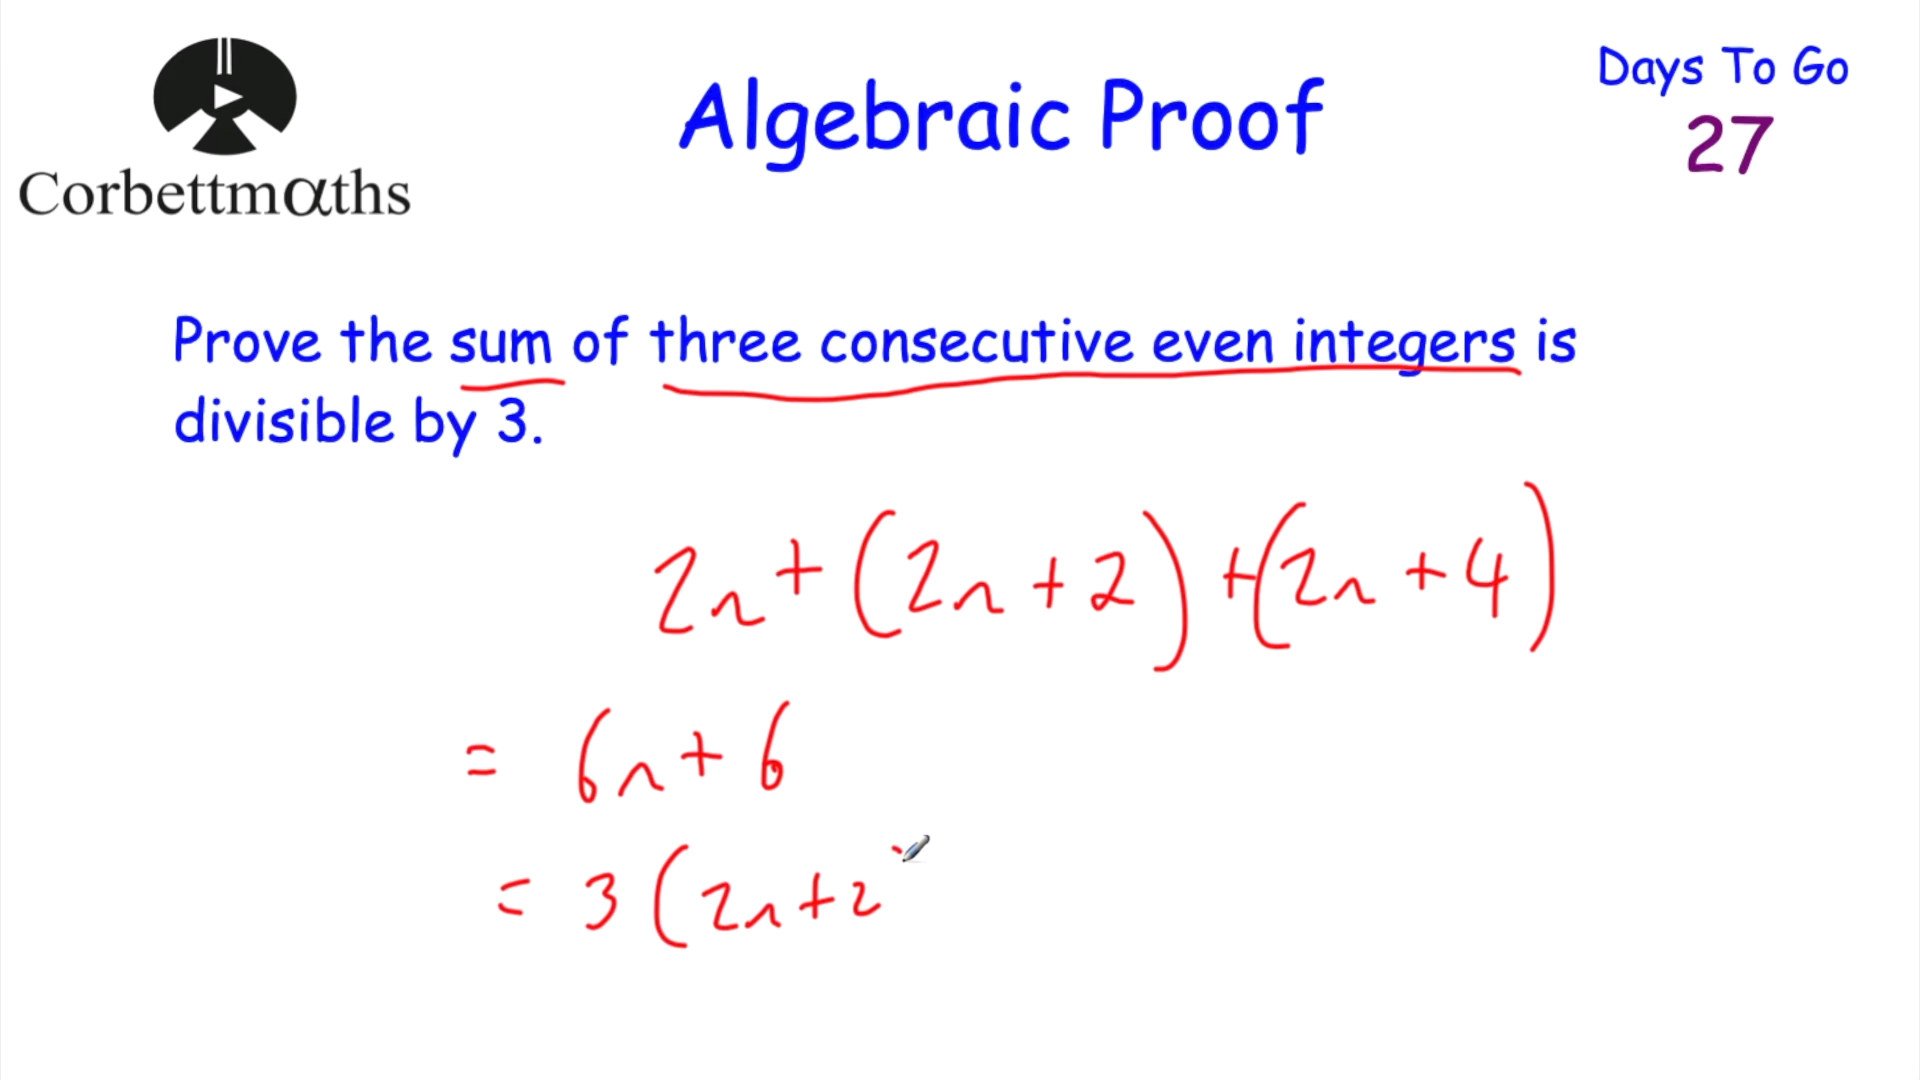 Corbettmαths
Algebraic Proof
Days To Go
27
Prove the sum of three consecutive even integers is
divisible by 3.
2n + (2n + 2) + (2n + 4)
= 6n + 6
= 3 (2n + 2